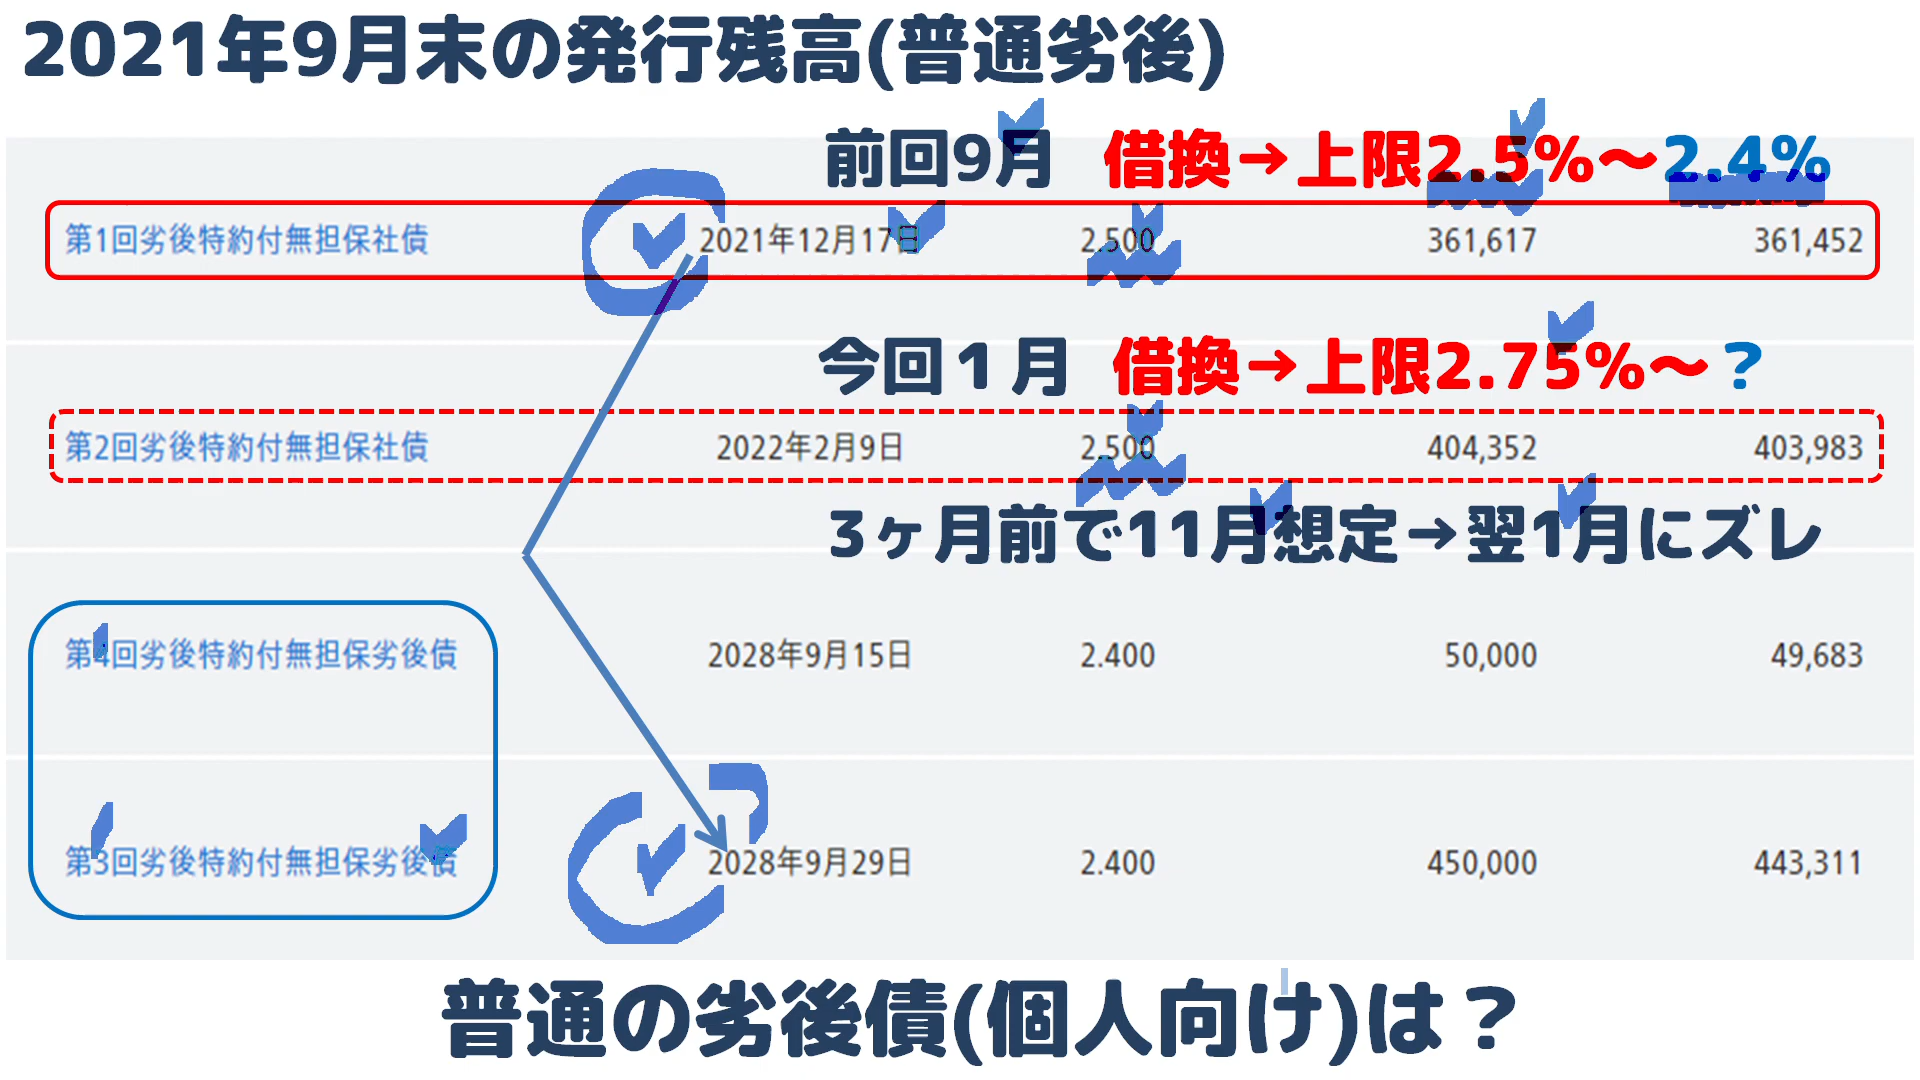 2021年9月末の発行残高(普通劣後)
前回9月 借換→上限2.5%～2.4%
第1回劣後特約付無担保社債 2021年12月17日 2.500 361,617 361,452
今回１月 借換→上限2.75%～？
第2回劣後特約付無担保社債 2022年2月9日 2.500 404,352 403,983
3ヶ月前で11月想定→翌1月にズレ
第4回劣後特約付無担保劣後債 2028年9月15日 2.400 50,000 49,683
第3回劣後特約付無担保劣後債 2028年9月29日 2.400 450,000 443,311
普通の劣後債(個人向け)は？